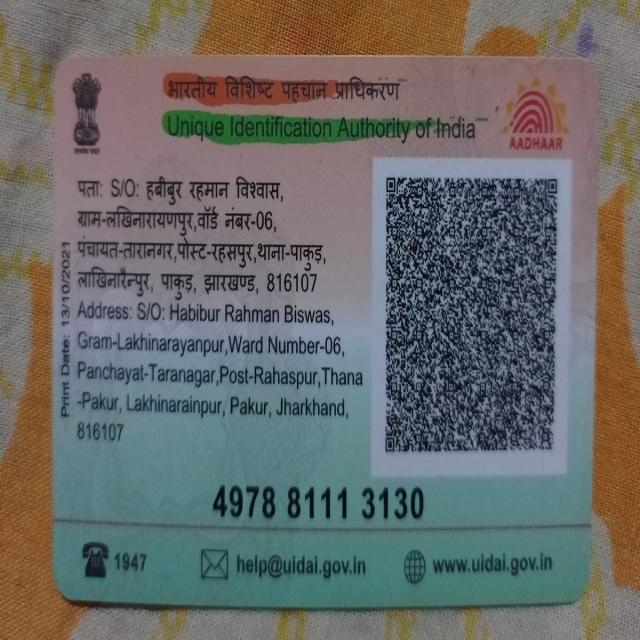 भारतीय विशिष्ट पहचान प्राधिकरण
Unique Identification Authority of India
AADHAAR
पता: S/O: हबीबुर रहमान विश्वास,
ग्राम-लखिनारायणपुर,वॉर्ड नंबर-06,
पंचायत-तारानगर,पोस्ट-रहसपुर,थाना-पाकुड़,
लाखिनारैनपुर, पाकुड़, झारखण्ड, 816107
Address: S/O: Habibur Rahman Biswas,
Gram-Lakhinarayanpur,Ward Number-06,
Panchayat-Taranagar,Post-Rahaspur,Thana
-Pakur, Lakhinarainpur, Pakur, Jharkhand,
816107
Print Date: 13/10/2021
4978 8111 3130
1947
help@uidai.gov.in
www.uidai.gov.in